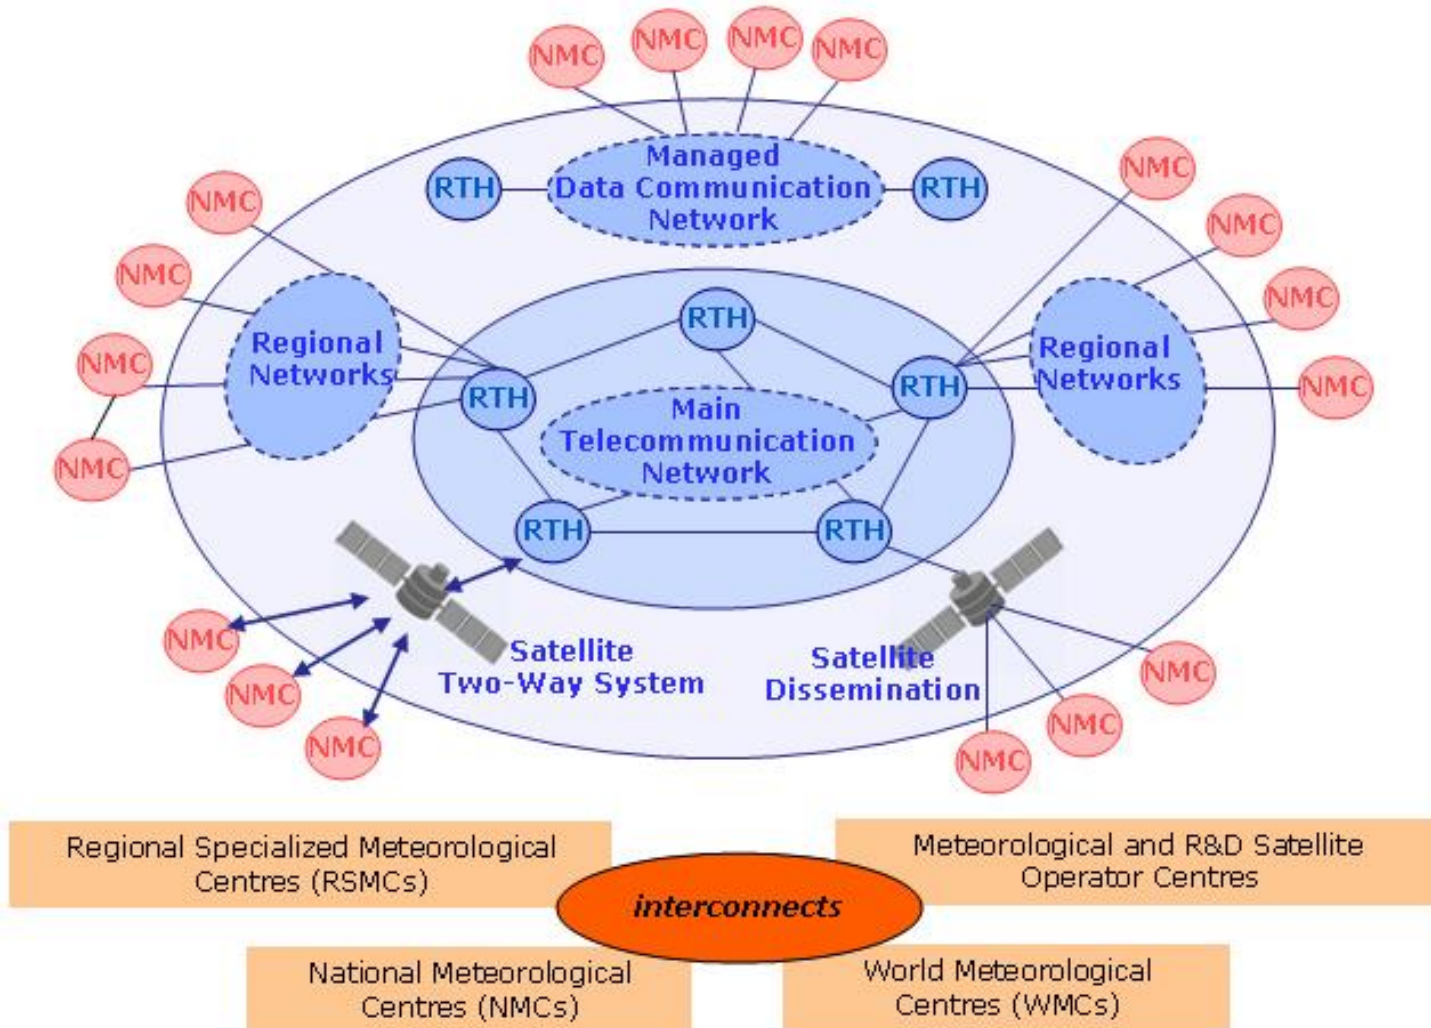 NMC
NMC
NMC
NMC
NMC
NMC
NMC
NMC
NMC
NMC
NMC
NMC
RTH
Managed
Data Communication
Network
RTH
Regional
Networks
RTH
RTH
RTH
Regional
Networks
Main
Telecommunication
Network
RTH
RTH
NMC
NMC
NMC
Satellite
Two-Way System
Satellite
Dissemination
NMC
NMC
NMC
Regional Specialized Meteorological
Centres (RSMCs)
Meteorological and R&D Satellite
Operator Centres
interconnects
National Meteorological
Centres (NMCs)
World Meteorological
Centres (WMCs)